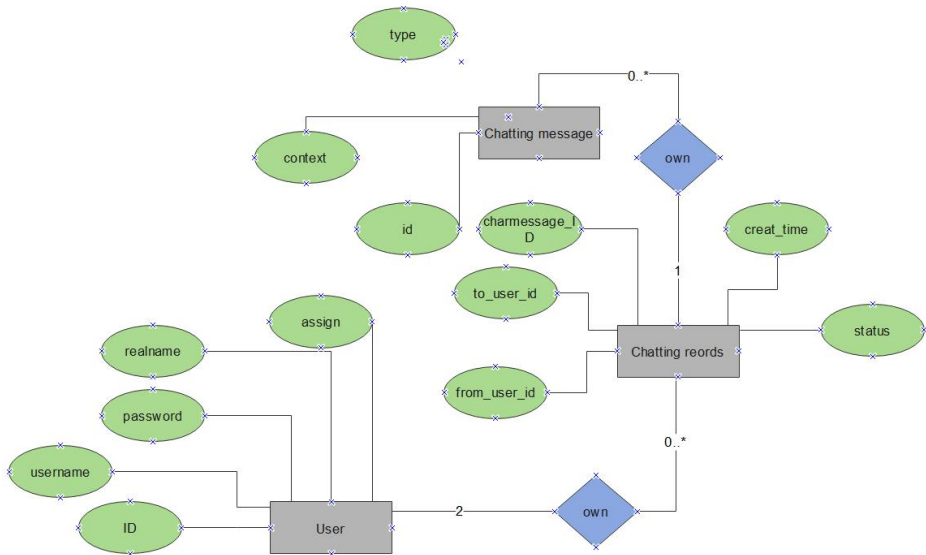 type
0..*
Chatting message
context
own
id
charmessage_I
D
creat_time
to_user_id
1
assign
realname
status
Chatting reords
from_user_id
password
0..*
username
2
own
ID
User